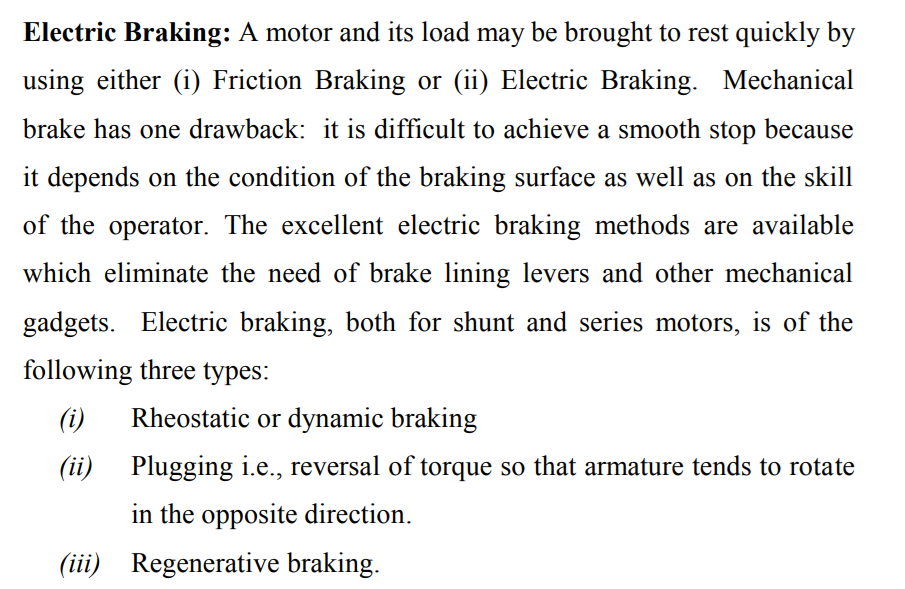 Electric Braking: A motor and its load may be brought to rest quickly by
using either (i) Friction Braking or (ii) Electric Braking. Mechanical
brake has one drawback: it is difficult to achieve a smooth stop because
it depends on the condition of the braking surface as well as on the skill
of the operator. The excellent electric braking methods are available
which eliminate the need of brake lining levers and other mechanical
gadgets. Electric braking, both for shunt and series motors, is of the
following three types:
(i) Rheostatic or dynamic braking
(ii) Plugging i.e., reversal of torque so that armature tends to rotate
in the opposite direction.
(iii) Regenerative braking.